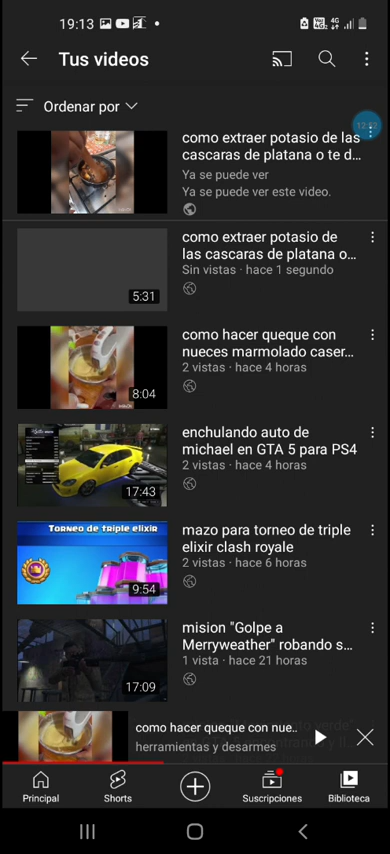 19:13
Tus videos
Ordenar por
12:52
como extraer potasio de las
cascaras de platana o te d...
Ya se puede ver
Ya se puede ver este video.
como extraer potasio de
las cascaras de platana o...
Sin vistas · hace 1 segundo
5:31
como hacer queque con
nueces marmolado caser...
2 vistas · hace 4 horas
8:04
enchulando auto de
michael en GTA 5 para PS4
2 vistas · hace 4 horas
17:43
mazo para torneo de triple
elixir clash royale
2 vistas · hace 6 horas
Torneo de triple elixir
9:54
mision "Golpe a
Merryweather" robando s...
1 vista · hace 21 horas
17:09
como hacer queque con nue..
herramientas y desarmes
Principal
Shorts
Suscripciones
Biblioteca